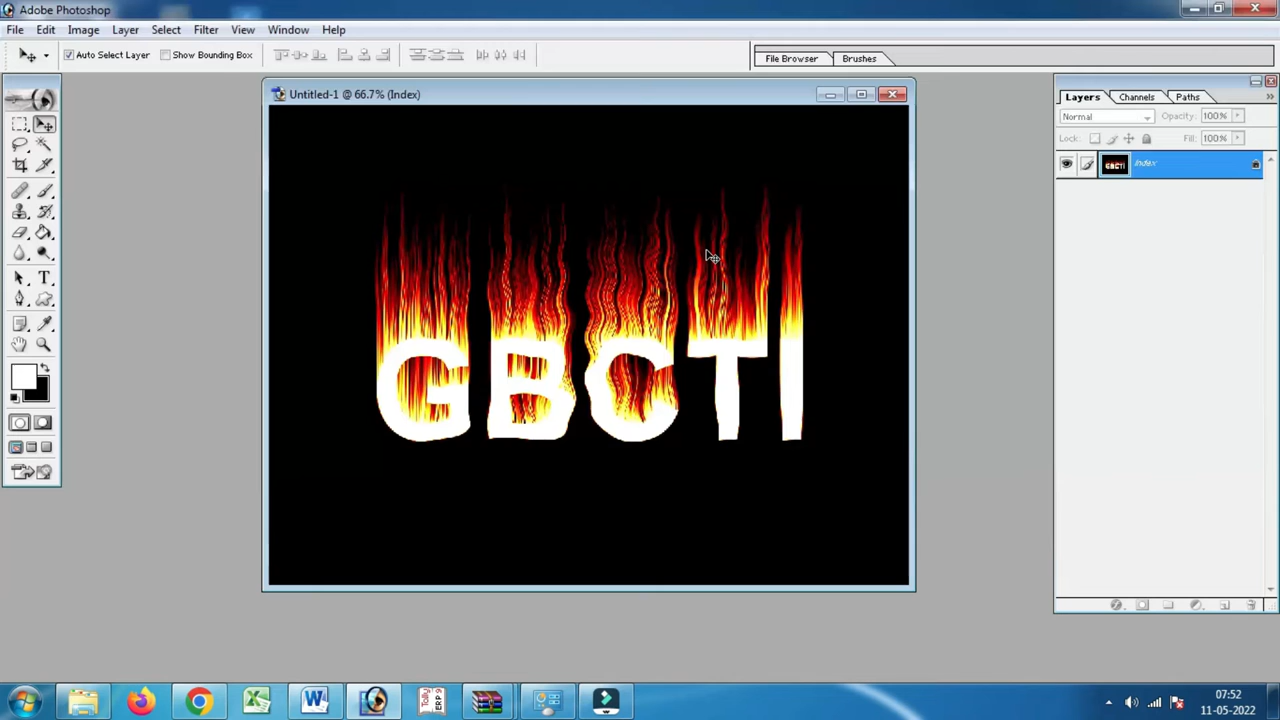 Adobe Photoshop
File Edit Image Layer Select Filter View Window Help
Auto Select Layer Show Bounding Box File Browser Brushes
Untitled-1 @ 66.7% (Index)
Layers Channels Paths
Normal Opacity: 100%
Lock: Fill: 100%
Index
GBCTI
07:52
11-05-2022